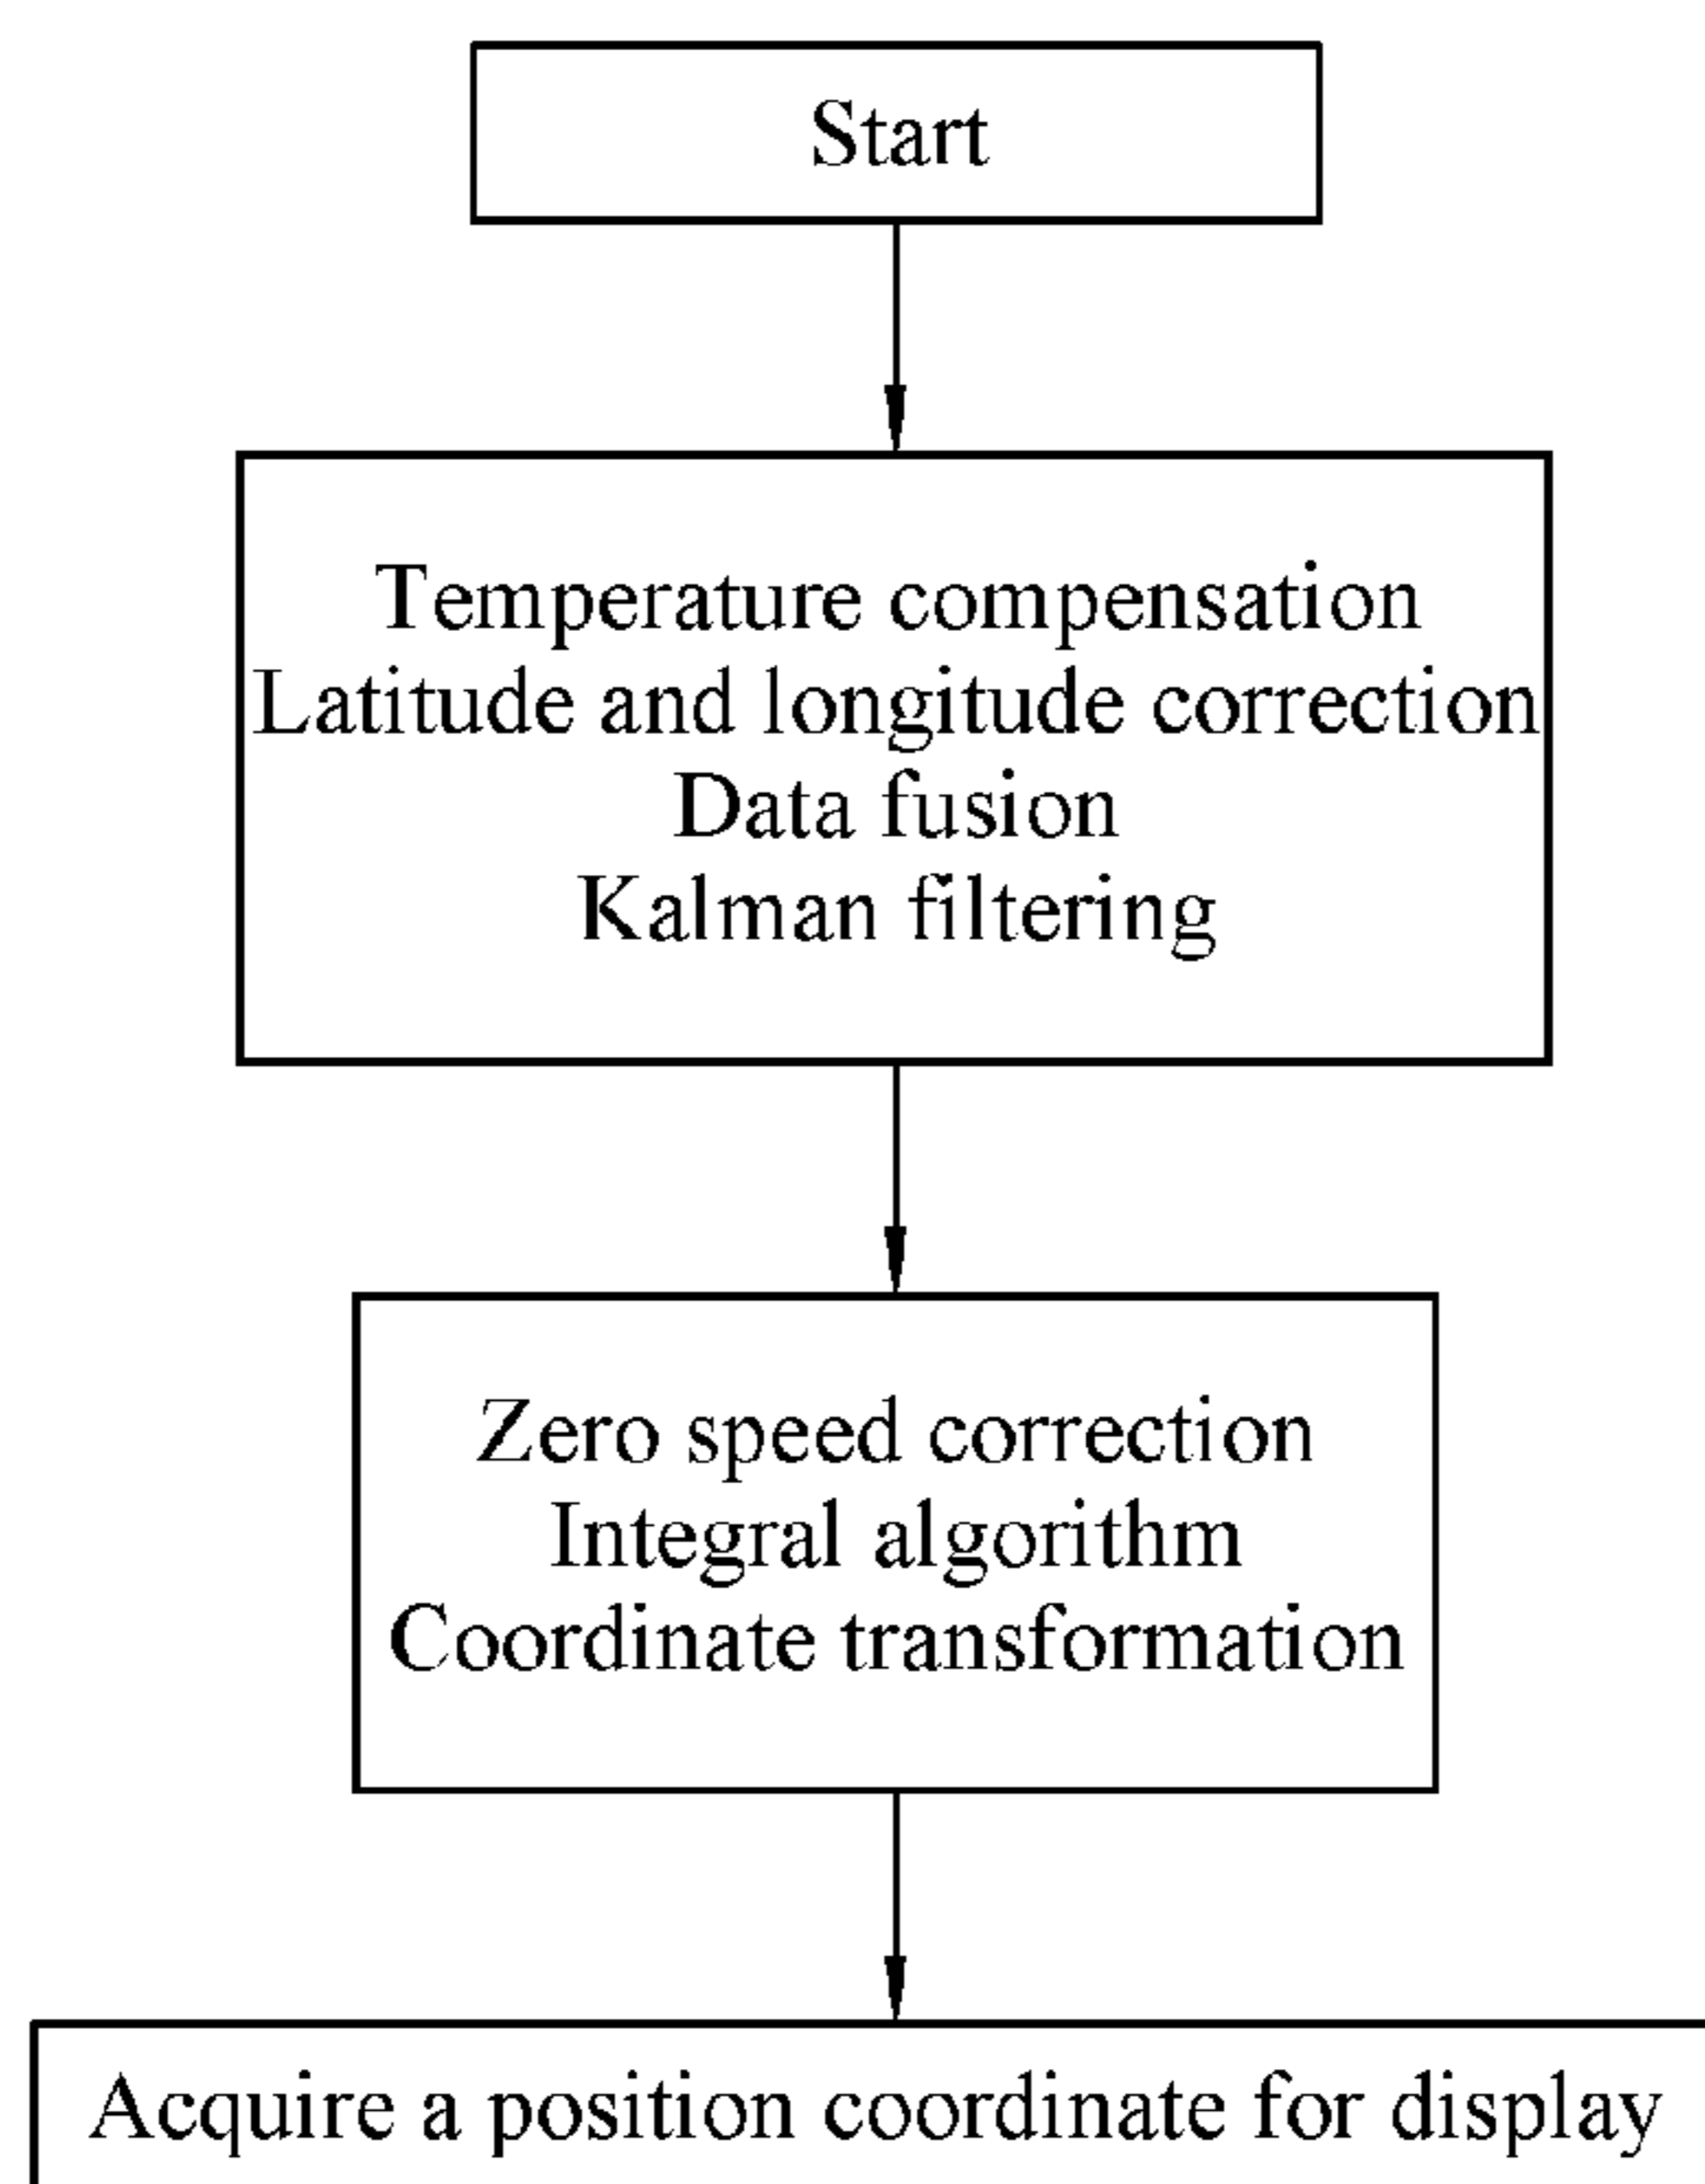 Start
Temperature compensation
Latitude and longitude correction
Data fusion
Kalman filtering
Zero speed correction
Integral algorithm
Coordinate transformation
Acquire a position coordinate for display